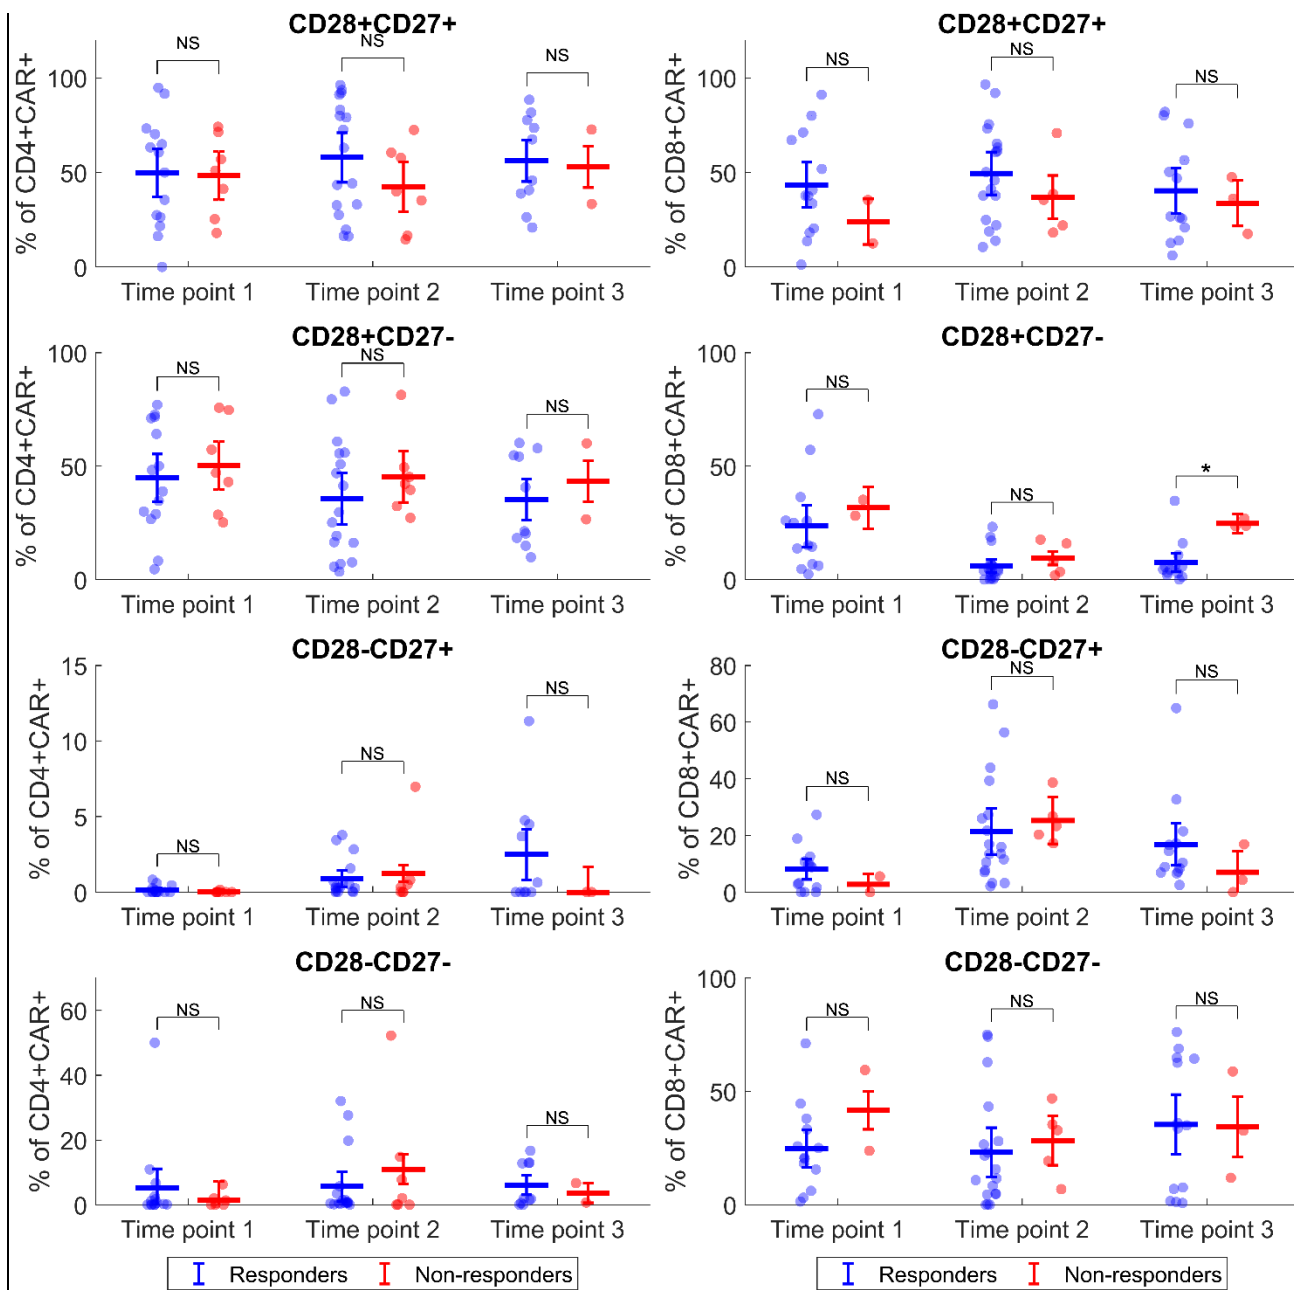 CD28+CD27+
% of CD4+CAR+
100
50
0
NS
NS
NS
Time point 1
Time point 2
Time point 3
CD28+CD27+
% of CD8+CAR+
100
50
0
NS
NS
NS
Time point 1
Time point 2
Time point 3
CD28+CD27-
% of CD4+CAR+
100
50
0
NS
NS
NS
Time point 1
Time point 2
Time point 3
CD28+CD27-
% of CD8+CAR+
100
50
0
NS
NS
*
Time point 1
Time point 2
Time point 3
CD28-CD27+
% of CD4+CAR+
15
10
5
0
NS
NS
NS
Time point 1
Time point 2
Time point 3
CD28-CD27+
% of CD8+CAR+
80
60
40
20
0
NS
NS
NS
Time point 1
Time point 2
Time point 3
CD28-CD27-
% of CD4+CAR+
60
40
20
0
NS
NS
NS
Time point 1
Time point 2
Time point 3
CD28-CD27-
% of CD8+CAR+
100
50
0
NS
NS
NS
Time point 1
Time point 2
Time point 3
Responders Non-responders
Responders Non-responders